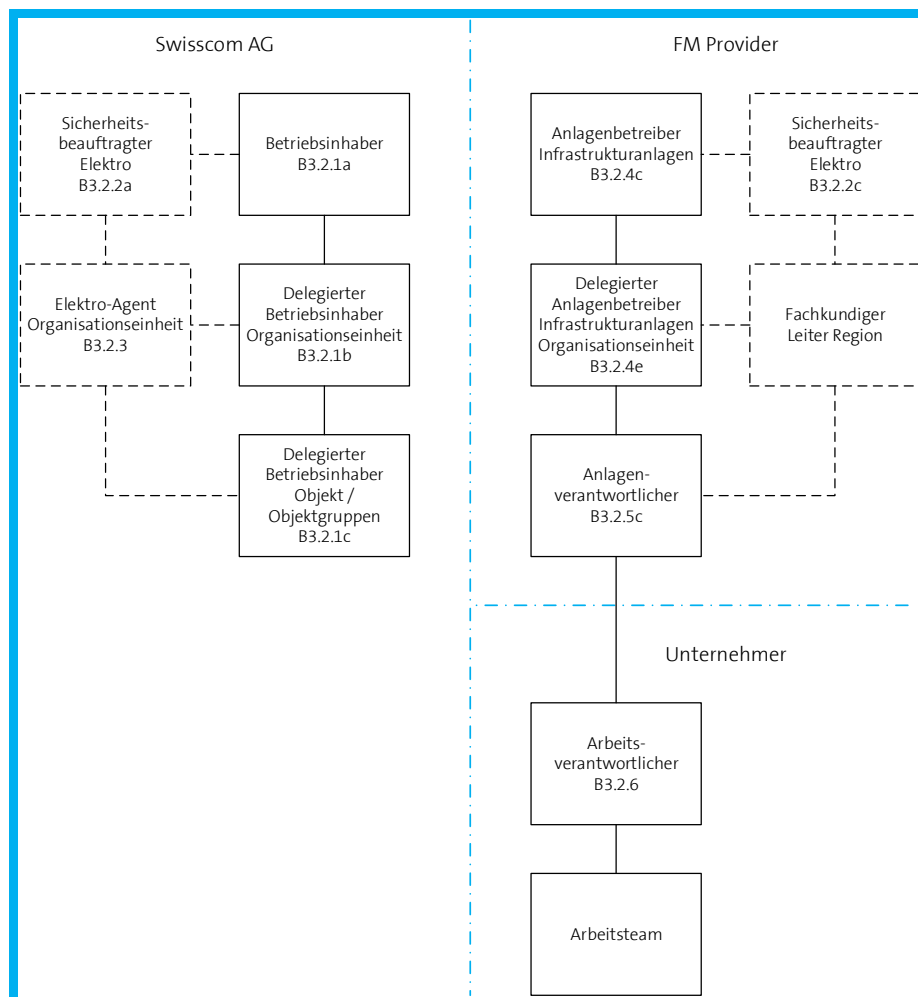 Swisscom AG
FM Provider
Sicherheits-
beauftragter
Elektro
B3.2.2a
Betriebsinhaber
B3.2.1a
Anlagenbetreiber
Infrastrukturanlagen
B3.2.4c
Sicherheits-
beauftragter
Elektro
B3.2.2c
Elektro-Agent
Organisationseinheit
B3.2.3
Delegierter
Betriebsinhaber
Organisationseinheit
B3.2.1b
Delegierter
Anlagenbetreiber
Infrastrukturanlagen
Organisationseinheit
B3.2.4e
Fachkundiger
Leiter Region
Delegierter
Betriebsinhaber
Objekt /
Objektgruppen
B3.2.1c
Anlagen-
verantwortlicher
B3.2.5c
Unternehmer
Arbeits-
verantwortlicher
B3.2.6
Arbeitsteam